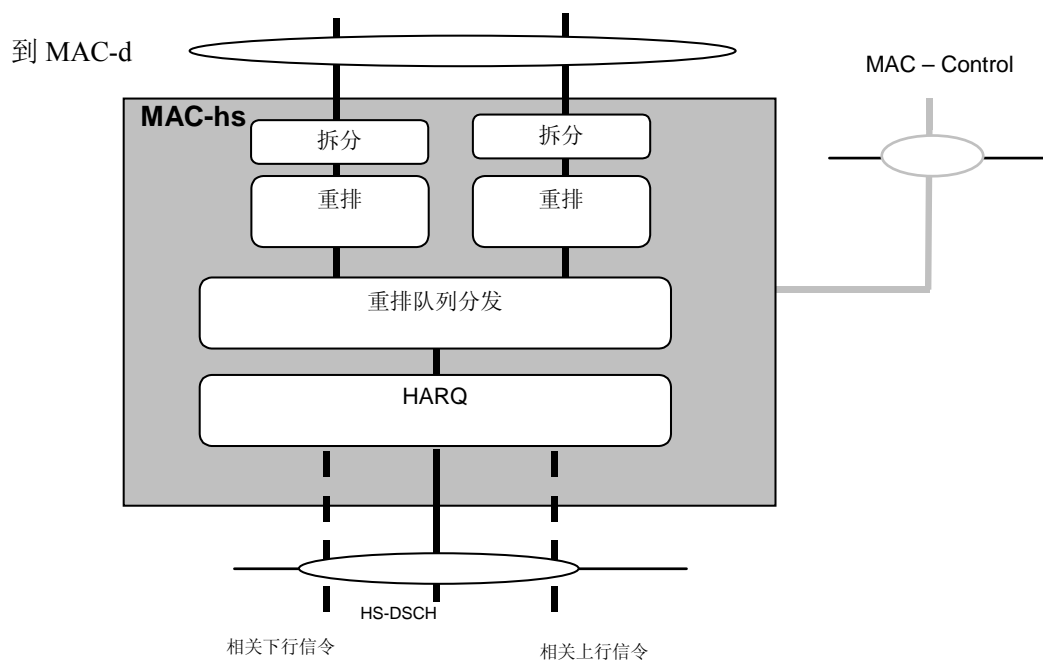 到 MAC-d
MAC – Control
MAC-hs
拆分
拆分
重排
重排
重排队列分发
HARQ
HS-DSCH
相关下行信令
相关上行信令